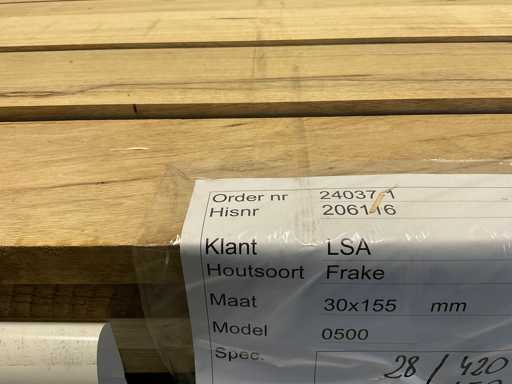 Order nr 24037/1
Hisnr 206116
Klant LSA
Houtsoort Frake
Maat 30x155 mm
Model 0500
Spec.
28 / 420